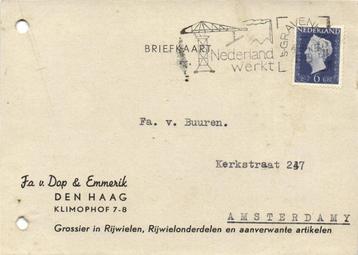 BRIEFKAART
Nederland
werkt
'S-GRAVEN
NEDERLAND
6
Fa. v. Buuren.
Kerkstraat 247
AMSTERDAM
Fa v. Dop & Emmerik
DEN HAAG
KLIMOPHOF 7-8
Grossier in Rijwielen, Rijwielonderdelen en aanverwante artikelen